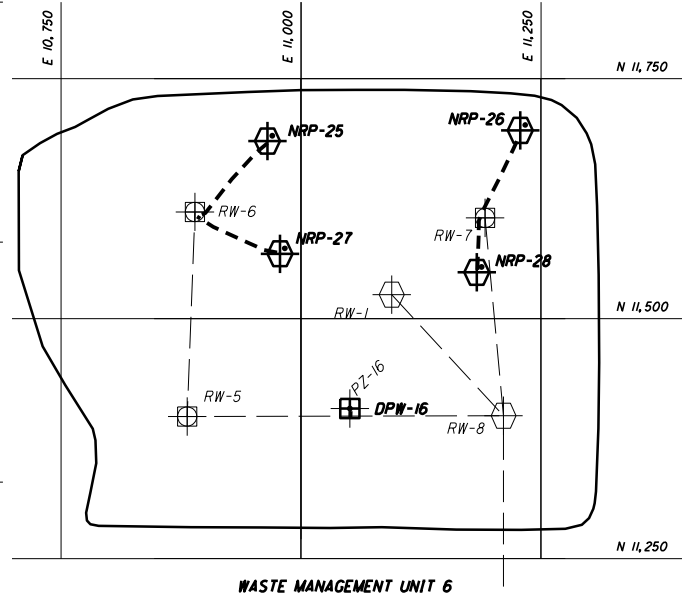 E 10,750
E 11,000
E 11,250
N 11,750
NRP-25
NRP-26
RW-6
RW-7
NRP-27
NRP-28
N 11,500
RW-1
PZ-16
RW-5
DPW-16
RW-8
N 11,250
WASTE MANAGEMENT UNIT 6